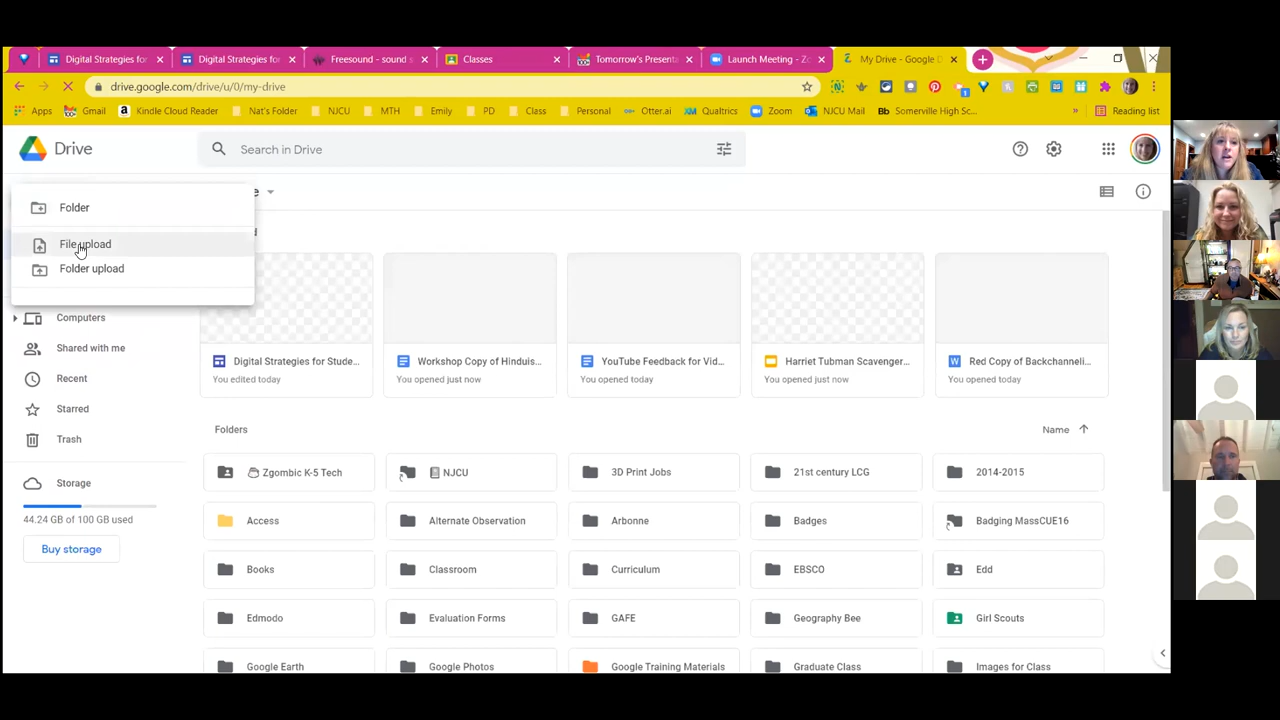 Digital Strategies for
Digital Strategies for
Freesound - sound s
Classes
Tomorrow's Presenta
Launch Meeting - Zo
My Drive - Google D
drive.google.com/drive/u/0/my-drive
Apps
Gmail
Kindle Cloud Reader
Nat's Folder
NJCU
MTH
Emily
PD
Class
Personal
Otter.ai
Qualtrics
Zoom
NJCU Mail
Bb
Somerville High Sc...
»
Reading list
Drive
Search in Drive
Folder
File upload
Folder upload
Computers
Shared with me
Recent
Starred
Trash
Storage
44.24 GB of 100 GB used
Buy storage
Digital Strategies for Stude...
You edited today
Workshop Copy of Hinduis...
You opened just now
YouTube Feedback for Vid...
You opened today
Harriet Tubman Scavenger...
You opened just now
Red Copy of Backchanneli...
You opened today
Folders
Name
Zgombic K-5 Tech
NJCU
3D Print Jobs
21st century LCG
2014-2015
Access
Alternate Observation
Arbonne
Badges
Badging MassCUE16
Books
Classroom
Curriculum
EBSCO
Edd
Edmodo
Evaluation Forms
GAFE
Geography Bee
Girl Scouts
Google Earth
Google Photos
Google Training Materials
Graduate Class
Images for Class